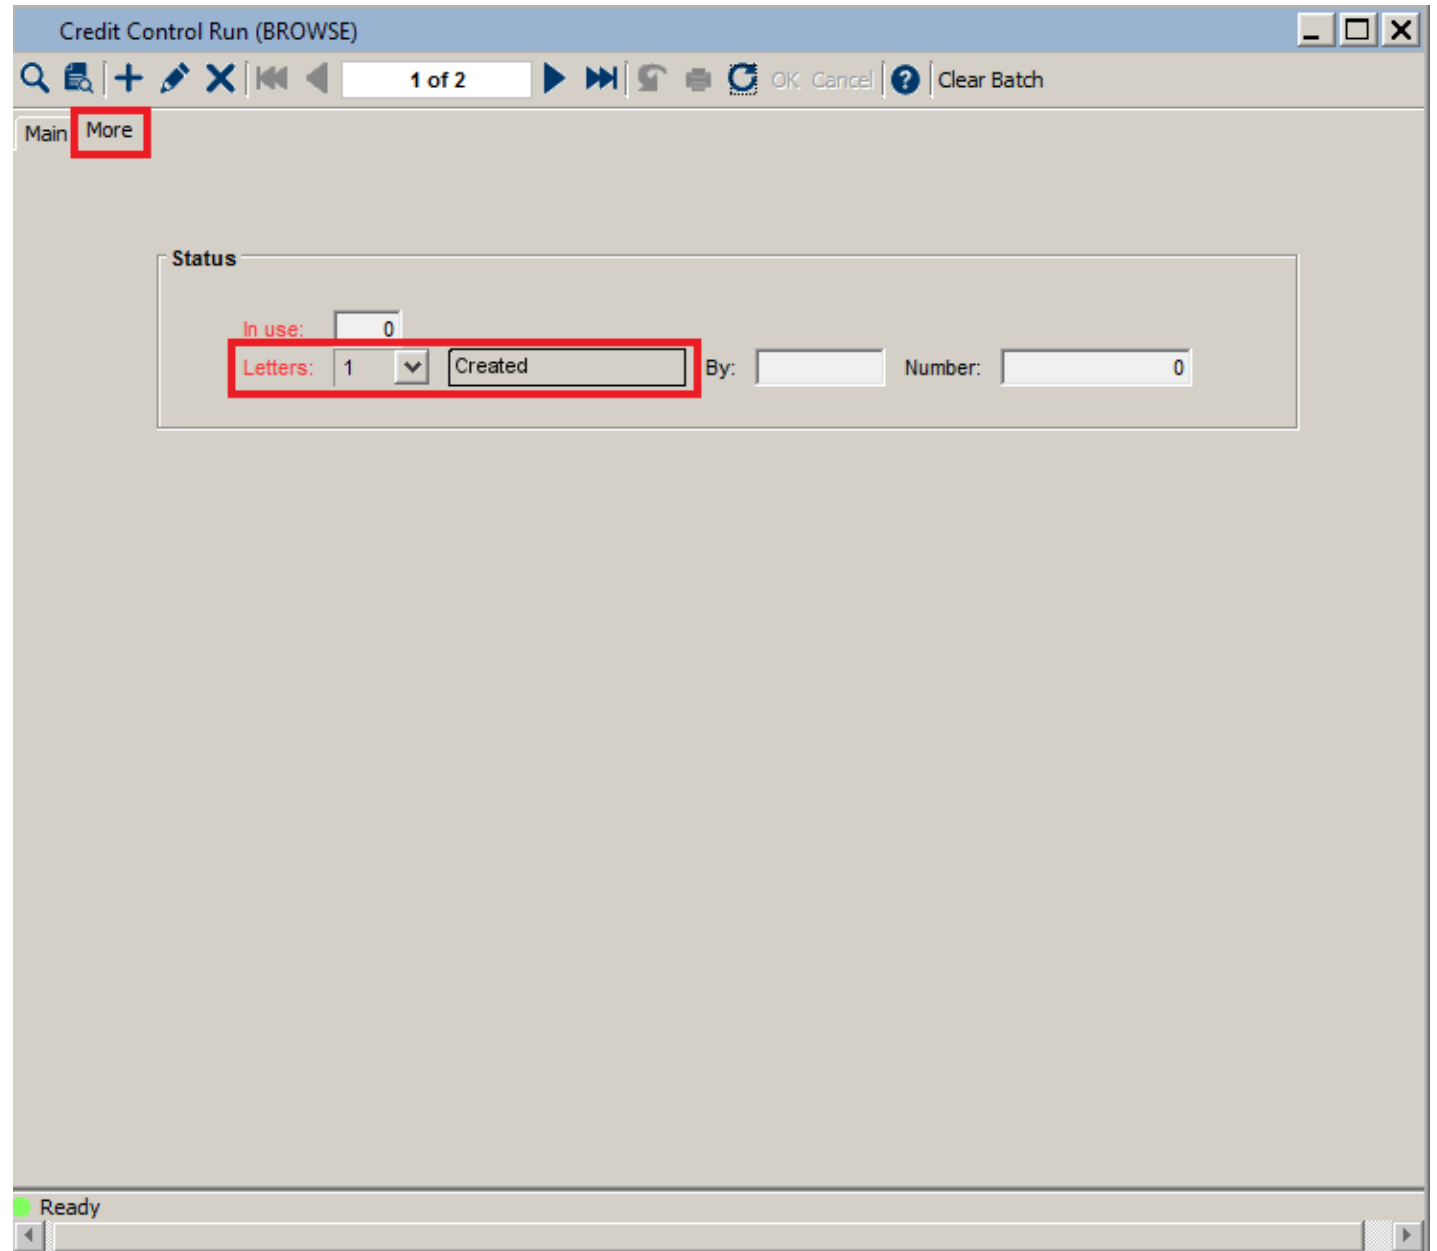 Credit Control Run (BROWSE)
1 of 2 OK Cancel Clear Batch
Main More
Status
In use: 0
Letters: 1 Created By: Number: 0
Ready